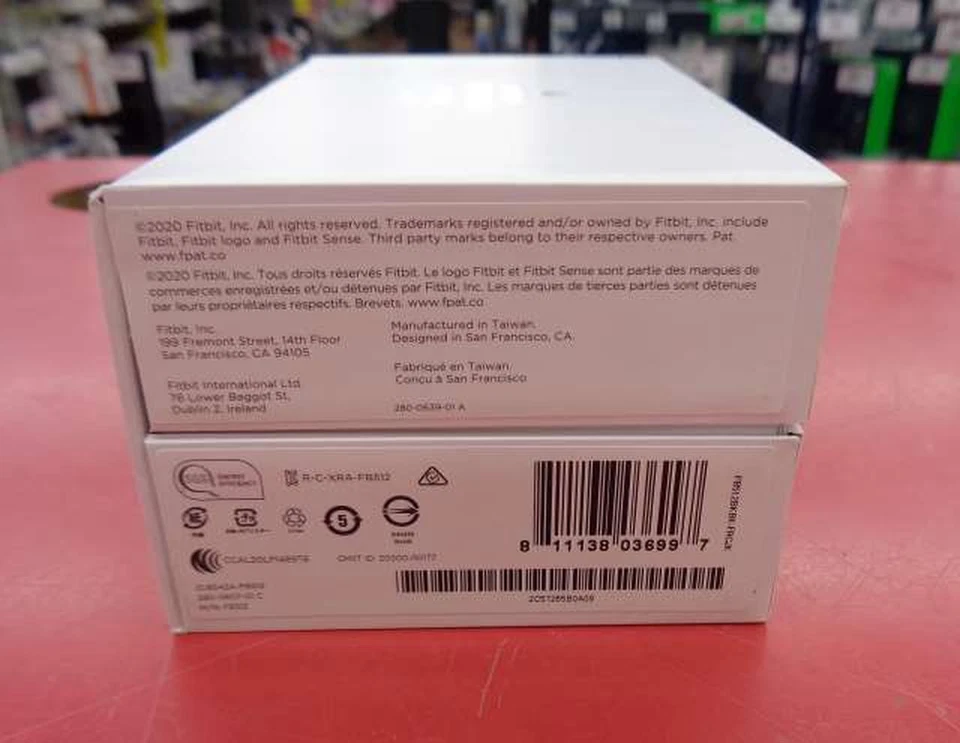 ©2020 Fitbit, Inc. All rights reserved. Trademarks registered and/or owned by Fitbit, Inc. include
Fitbit, Fitbit logo and Fitbit Sense. Third party marks belong to their respective owners. Pat.
www.fpat.co
©2020 Fitbit, Inc. Tous droits réservés Fitbit. Le logo Fitbit et Fitbit Sense sont partie des marques de
commerces enregistrées et/ou détenues par Fitbit, Inc. Les marques de tierces parties sont détenues
par leurs propriétaires respectifs. Brevets. www.fpat.co
Fitbit, Inc.
199 Fremont Street, 14th Floor
San Francisco, CA 94105
Manufactured in Taiwan.
Designed in San Francisco, CA.
Fabriqué en Taiwan
Conçu à San Francisco
Fitbit International Ltd.
76 Lower Baggot St,
Dublin 2, Ireland
280-0639-01 A
ENERGY
EFFICIENCY
R-C-XRA-FB512
5
8 11138 03699 7